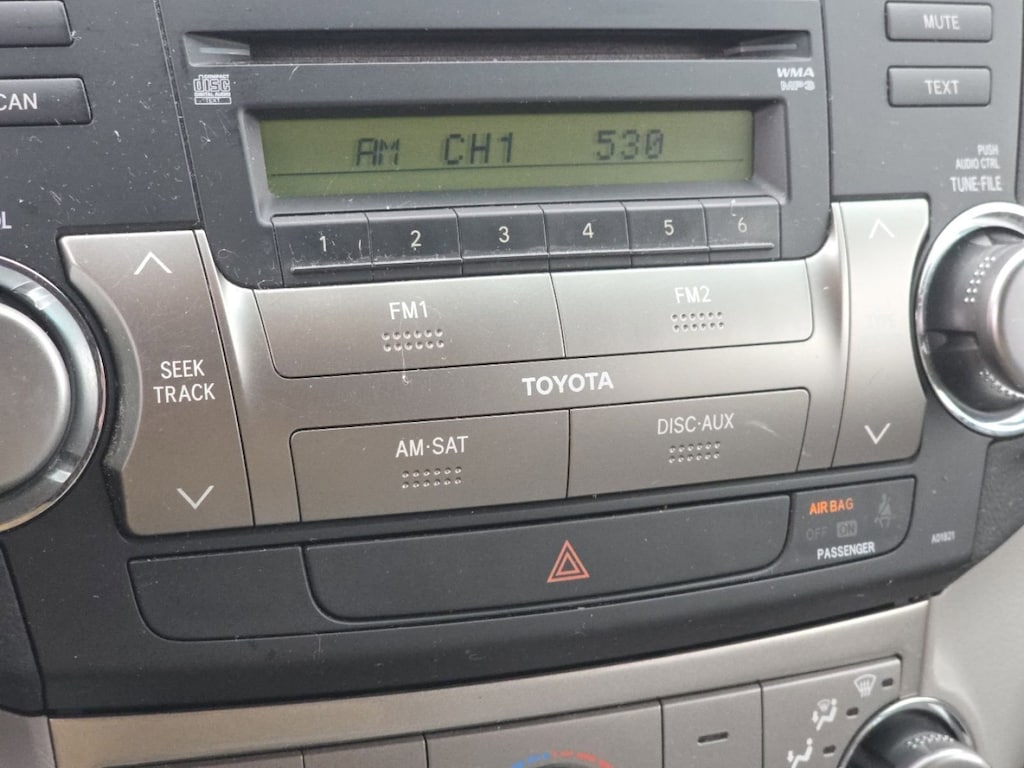 MUTE
CAN
COMPACT
disc
DIGITAL AUDIO
TEXT
WMA
MP3
TEXT
AM CH1 530
PUSH
AUDIO CTRL
TUNE·FILE
OL
1 2 3 4 5 6
FM1 FM2
SEEK
TRACK
TOYOTA
AM·SAT DISC·AUX
AIR BAG
OFF ON
PASSENGER